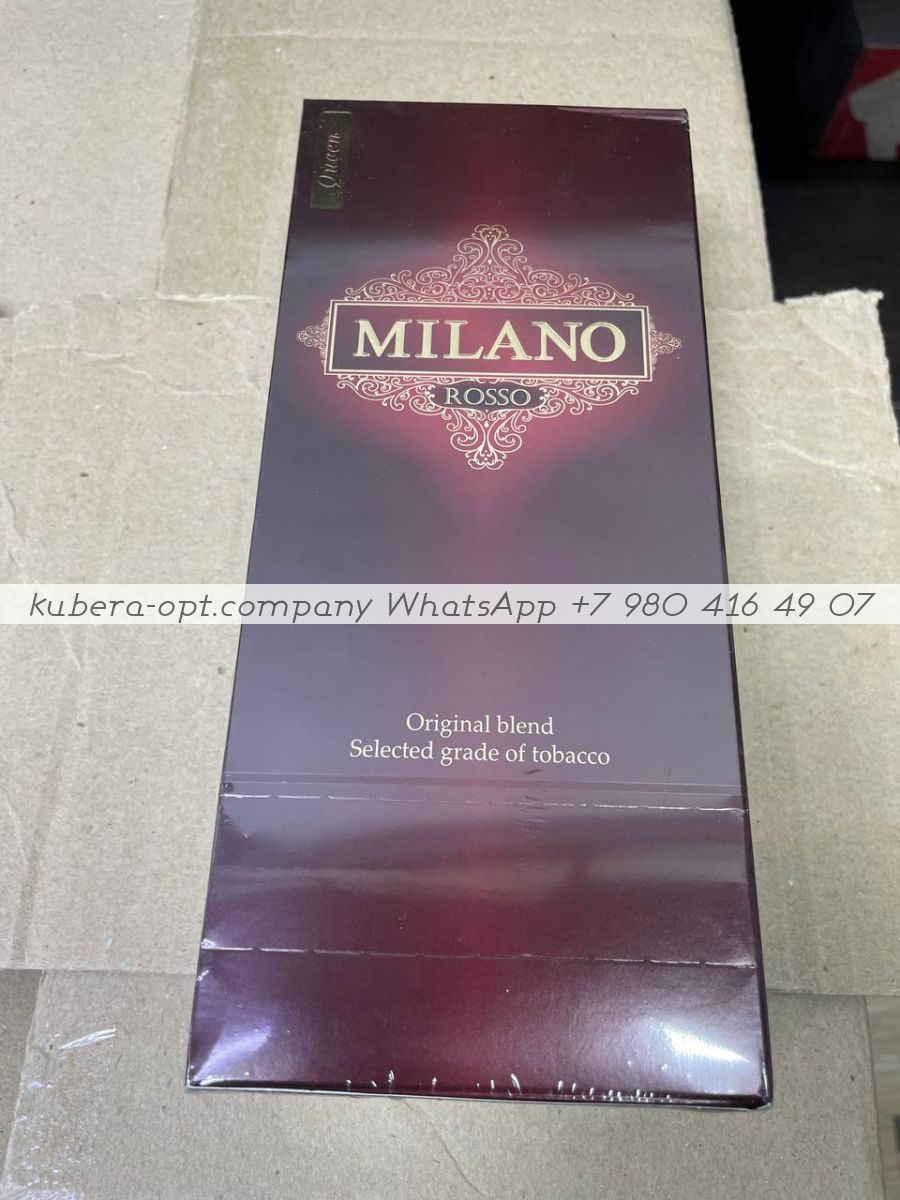 Queen
MILANO
ROSSO
kubera-opt.company WhatsApp +7 980 416 49 07
Original blend
Selected grade of tobacco